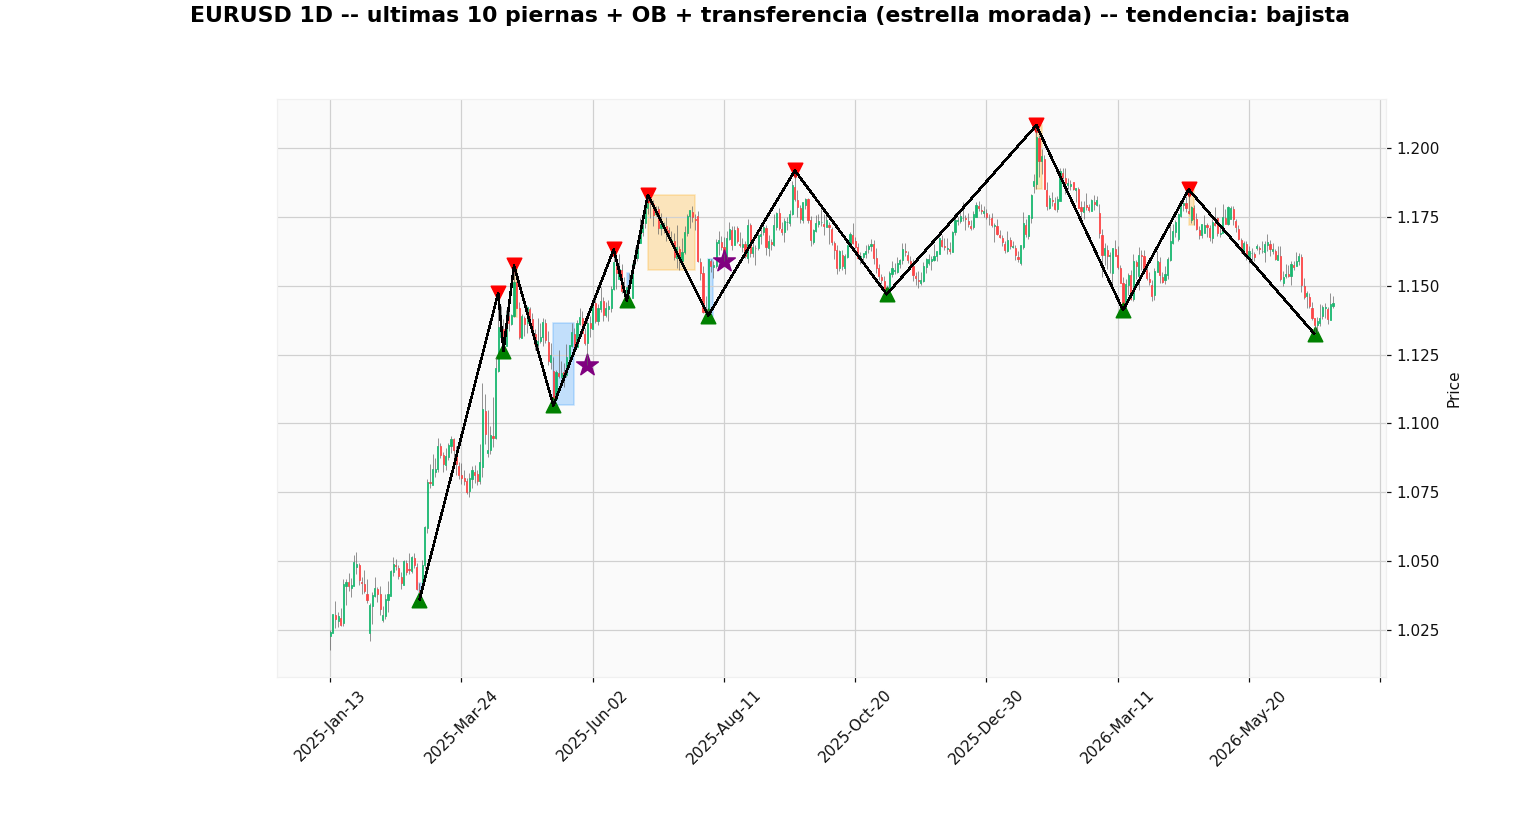 EURUSD 1D -- ultimas 10 piernas + OB + transferencia (estrella morada) -- tendencia: bajista
1.200
1.175
1.150
1.125
1.100
1.075
1.050
1.025
Price
2025-Jan-13
2025-Mar-24
2025-Jun-02
2025-Aug-11
2025-Oct-20
2025-Dec-30
2026-Mar-11
2026-May-20